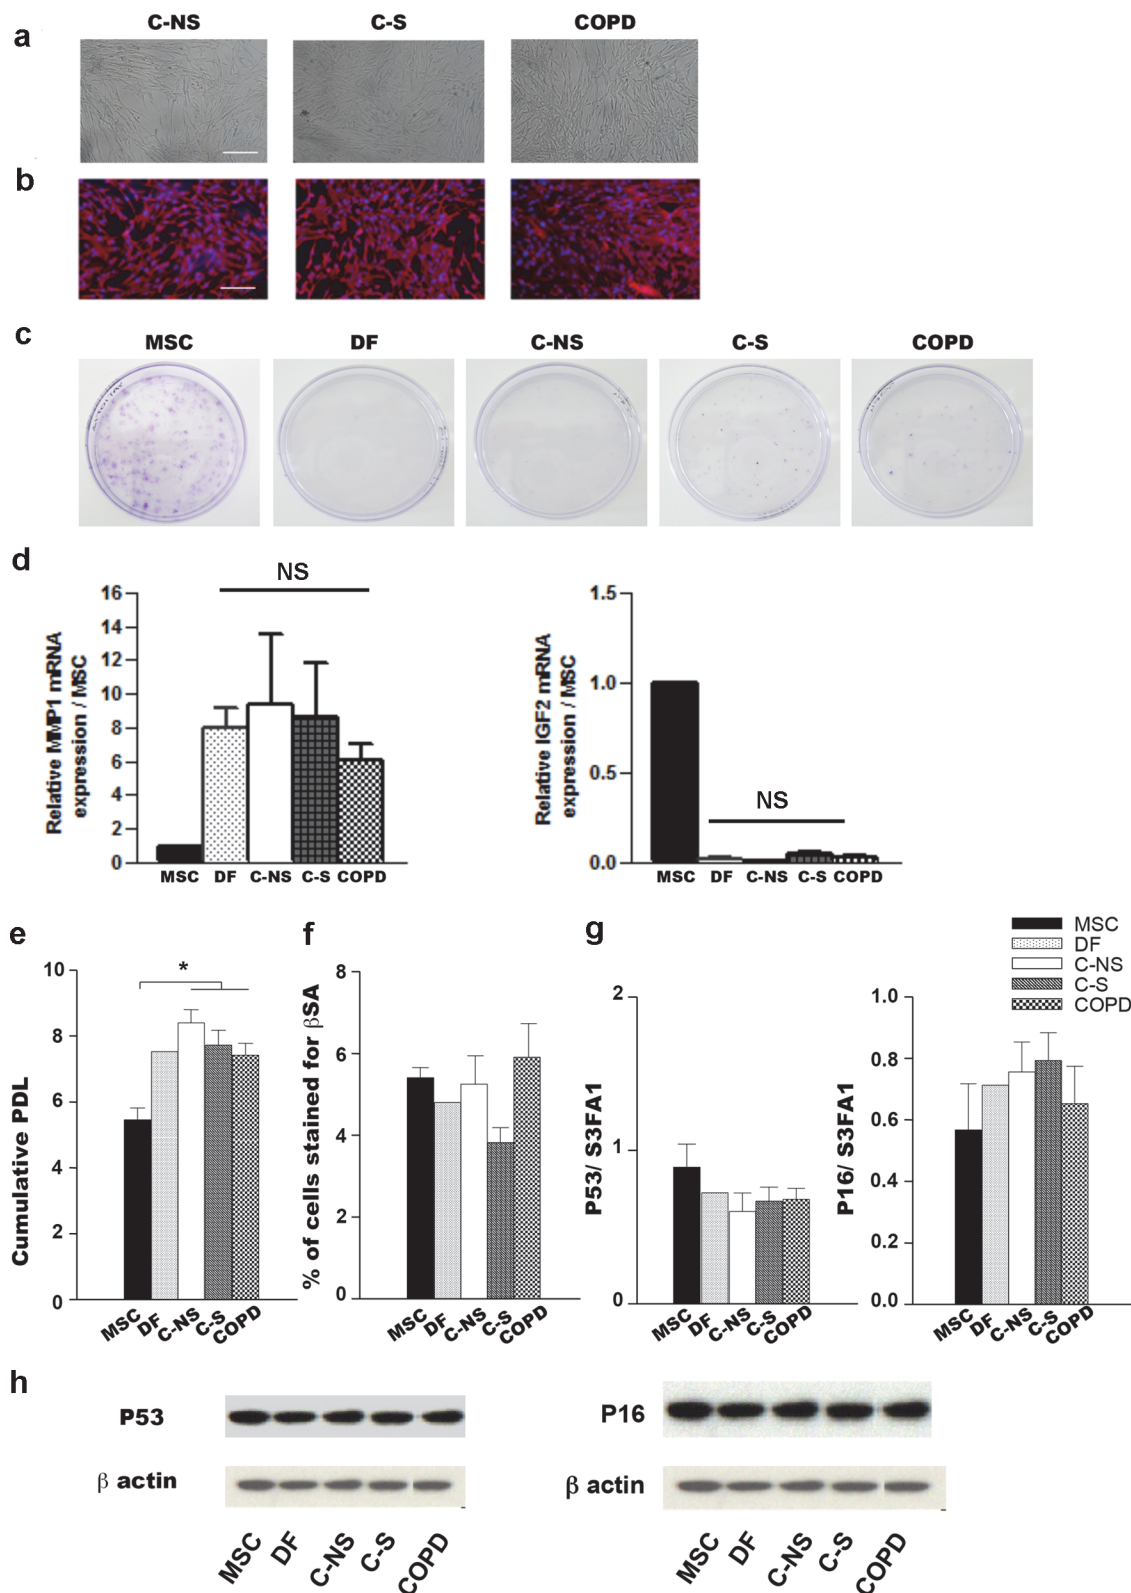 a
C-NS C-S COPD
b
c
MSC DF C-NS C-S COPD
d
NS
16
14
12
10
8
6
4
2
0
Relative MMP1 mRNA
expression / MSC
MSC DF C-NS C-S COPD
NS
1.5
1.0
0.5
0.0
Relative IGF2 mRNA
expression / MSC
MSC DF C-NS C-S COPD
e
*
10
8
6
4
2
0
Cumulative PDL
MSC DF C-NS C-S COPD
f
8
6
4
2
0
% of cells stained for βSA
MSC DF C-NS C-S COPD
g
MSC
DF
C-NS
C-S
COPD
2
1
0
P53/ S3FA1
MSC DF C-NS C-S COPD
1.0
0.8
0.6
0.4
0.2
0.0
P16/ S3FA1
MSC DF C-NS C-S COPD
h
P53
β actin
MSC DF C-NS C-S COPD
P16
β actin
MSC DF C-NS C-S COPD